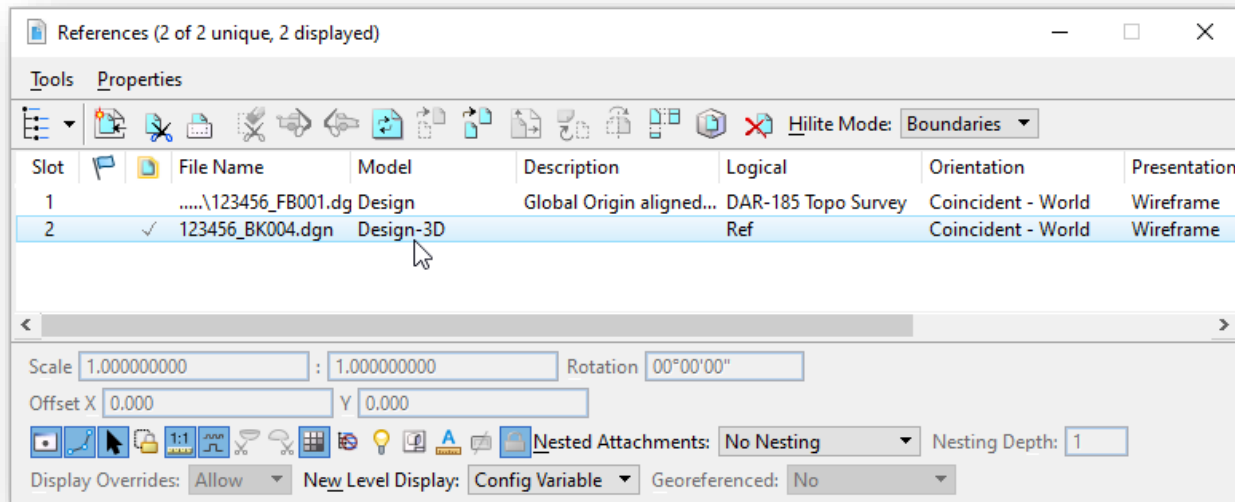 References (2 of 2 unique, 2 displayed)
Tools Properties
Hilite Mode: Boundaries
Slot File Name Model Description Logical Orientation Presentation
1 .....\123456_FB001.dg Design Global Origin aligned... DAR-185 Topo Survey Coincident - World Wireframe
2 123456_BK004.dgn Design-3D Ref Coincident - World Wireframe
Scale 1.000000000 : 1.000000000 Rotation 00°00'00"
Offset X 0.000 Y 0.000
1:1 Nested Attachments: No Nesting Nesting Depth: 1
Display Overrides: Allow New Level Display: Config Variable Georeferenced: No